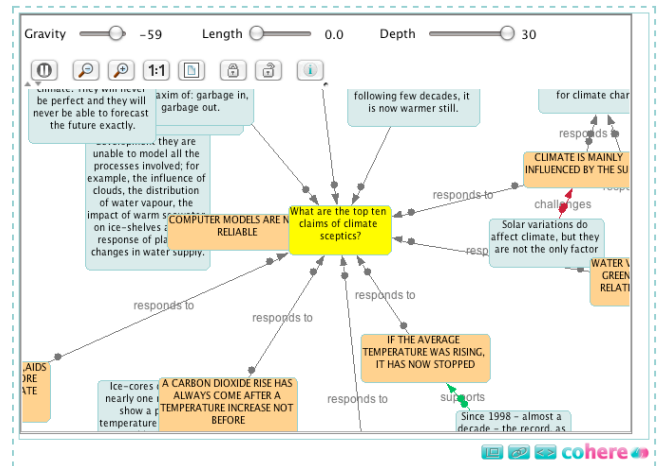 Gravity -59 Length 0.0 Depth 30
1:1
climate. They will never
be perfect and they will
never be able to forecast
the future exactly.
axim of: garbage in,
garbage out.
following few decades, it
is now warmer still.
for climate chan
they are
unable to model all the
processes involved; for
example, the influence of
clouds, the distribution
of water vapour, the
impact of warm
on ice-shelves a
response of pla
changes in water supply.
COMPUTER MODELS ARE N
RELIABLE
What are the top ten
claims of climate
sceptics?
responds to
responds
CLIMATE IS MAINLY
INFLUENCED BY THE SU
challenges
Solar variations do
affect climate, but they
are not the only factor
resp
WATER V
GREEN
RELATI
responds to
responds to
responds to
responds to
IF THE AVERAGE
TEMPERATURE WAS RISING,
IT HAS NOW STOPPED
supports
Since 1998 - almost a
decade - the record, as
AIDS
ORE
ATE
Ice-cores
nearly one
show a p
temperature
A CARBON DIOXIDE RISE HAS
ALWAYS COME AFTER A
TEMPERATURE INCREASE NOT
BEFORE
cohere